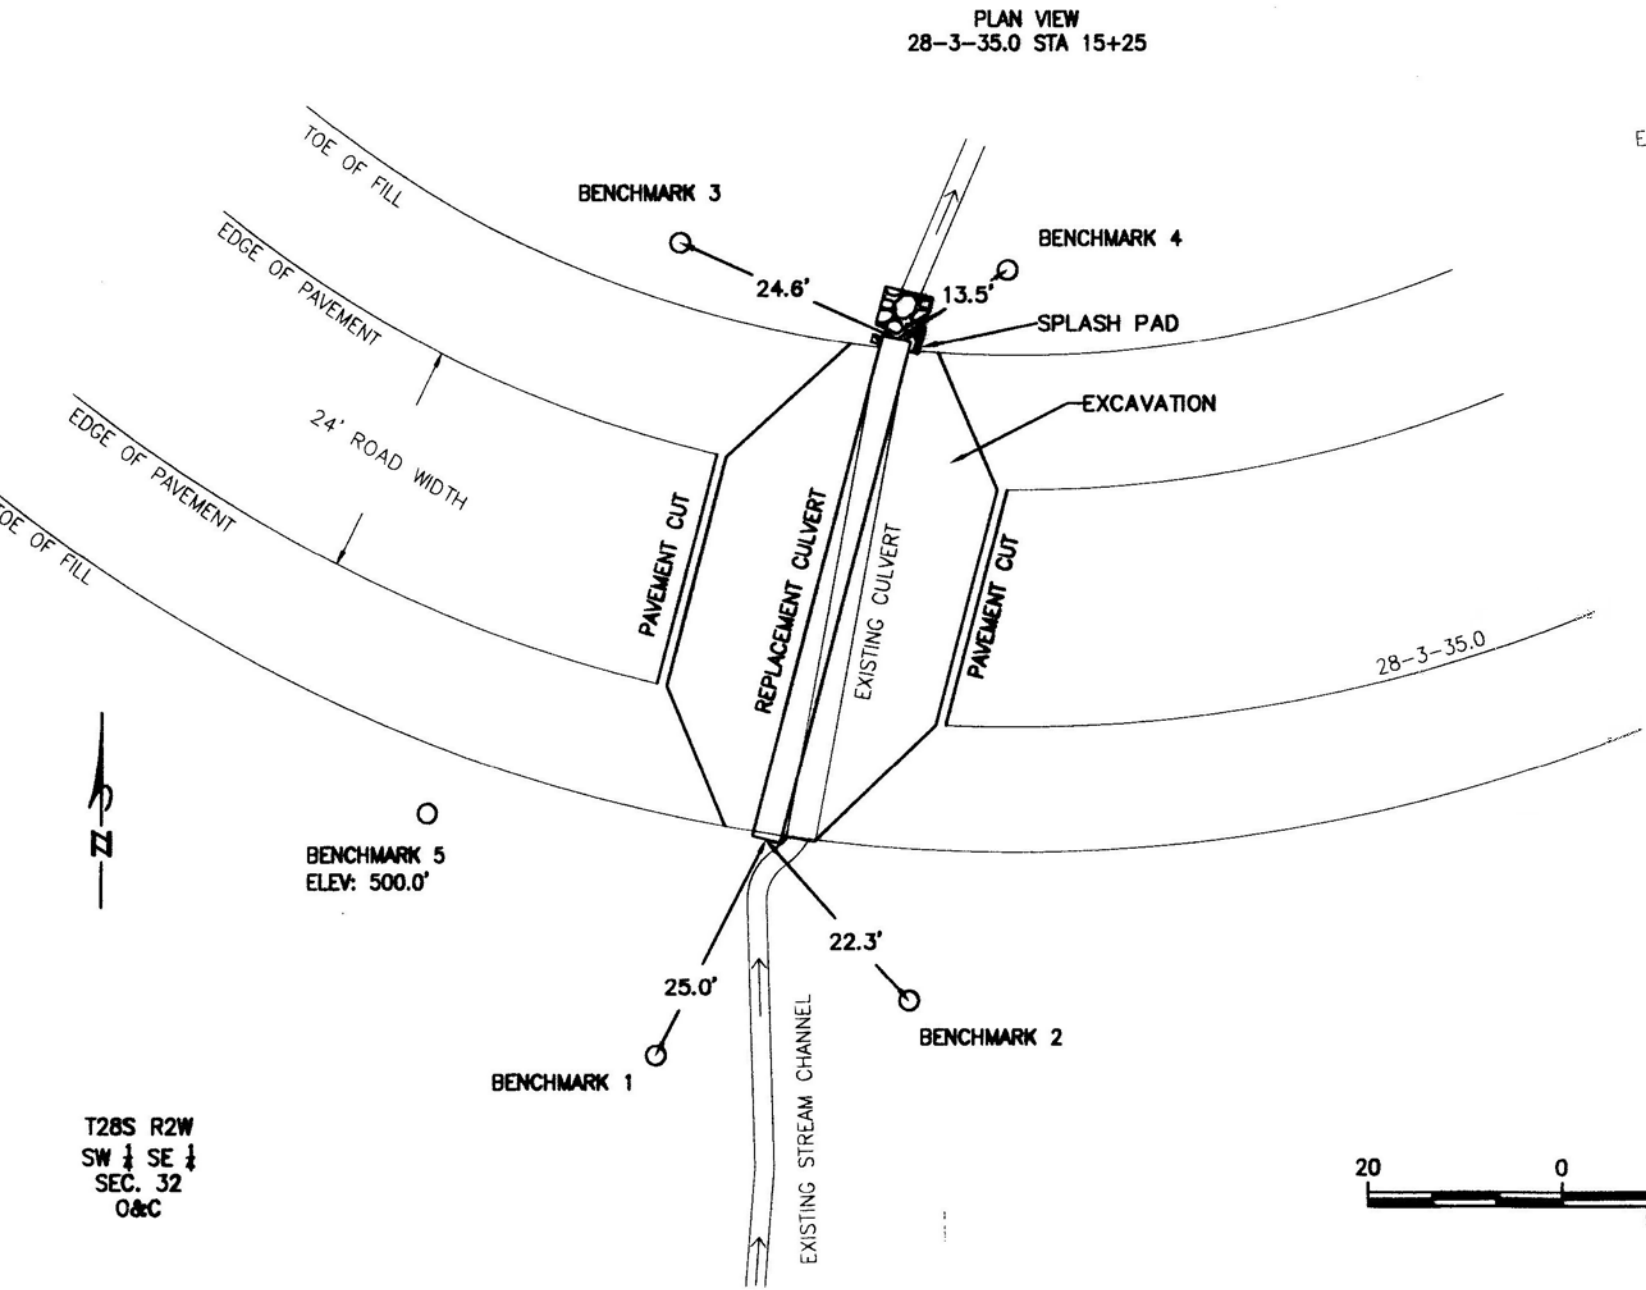 PLAN VIEW
28-3-35.0 STA 15+25
E
TOE OF FILL
BENCHMARK 3
BENCHMARK 4
EDGE OF PAVEMENT
24.6'
13.5'
SPLASH PAD
EXCAVATION
24' ROAD WIDTH
EDGE OF PAVEMENT
TOE OF FILL
PAVEMENT CUT
REPLACEMENT CULVERT
EXISTING CULVERT
PAVEMENT CUT
28-3-35.0
N
BENCHMARK 5
ELEV: 500.0'
22.3'
25.0'
BENCHMARK 2
BENCHMARK 1
EXISTING STREAM CHANNEL
T28S R2W
SW 1/4 SE 1/4
SEC. 32
O&C
20 0